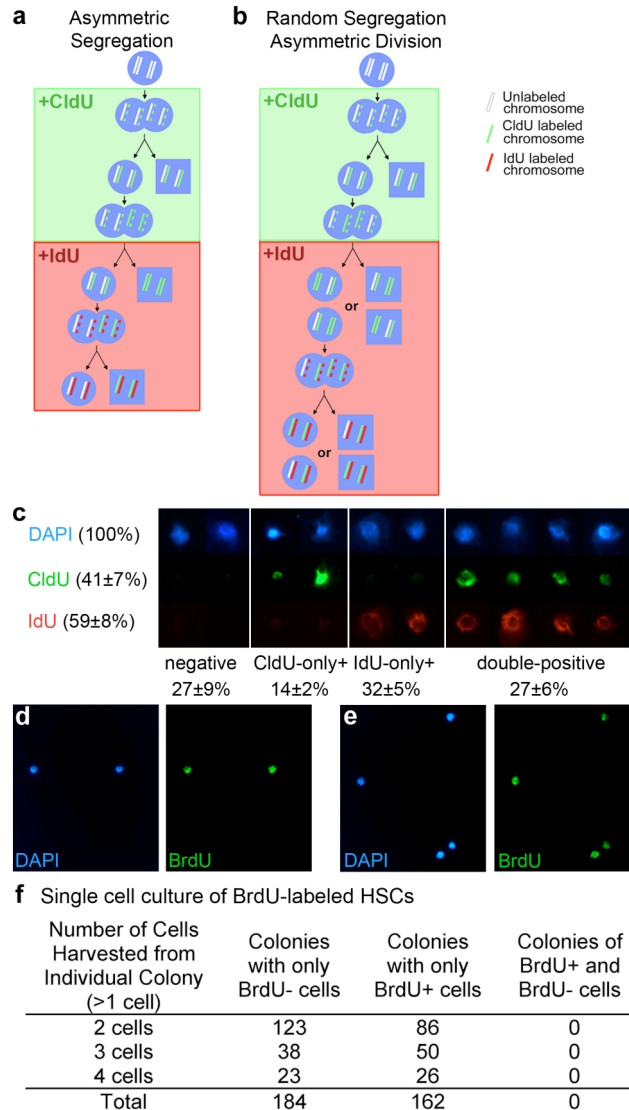 a
Asymmetric
Segregation
b
Random Segregation
Asymmetric Division
+CldU
+IdU
+CldU
+IdU
or
or
Unlabeled
chromosome
CldU labeled
chromosome
IdU labeled
chromosome
c
DAPI (100%)
CldU (41±7%)
IdU (59±8%)
negative CldU-only+ IdU-only+ double-positive
27±9% 14±2% 32±5% 27±6%
d
DAPI
BrdU
e
DAPI
BrdU
f Single cell culture of BrdU-labeled HSCs
Number of Cells
Harvested from
Individual Colony
(>1 cell)
Colonies
with only
BrdU- cells
Colonies
with only
BrdU+ cells
Colonies of
BrdU+ and
BrdU- cells
2 cells 123 86 0
3 cells 38 50 0
4 cells 23 26 0
Total 184 162 0